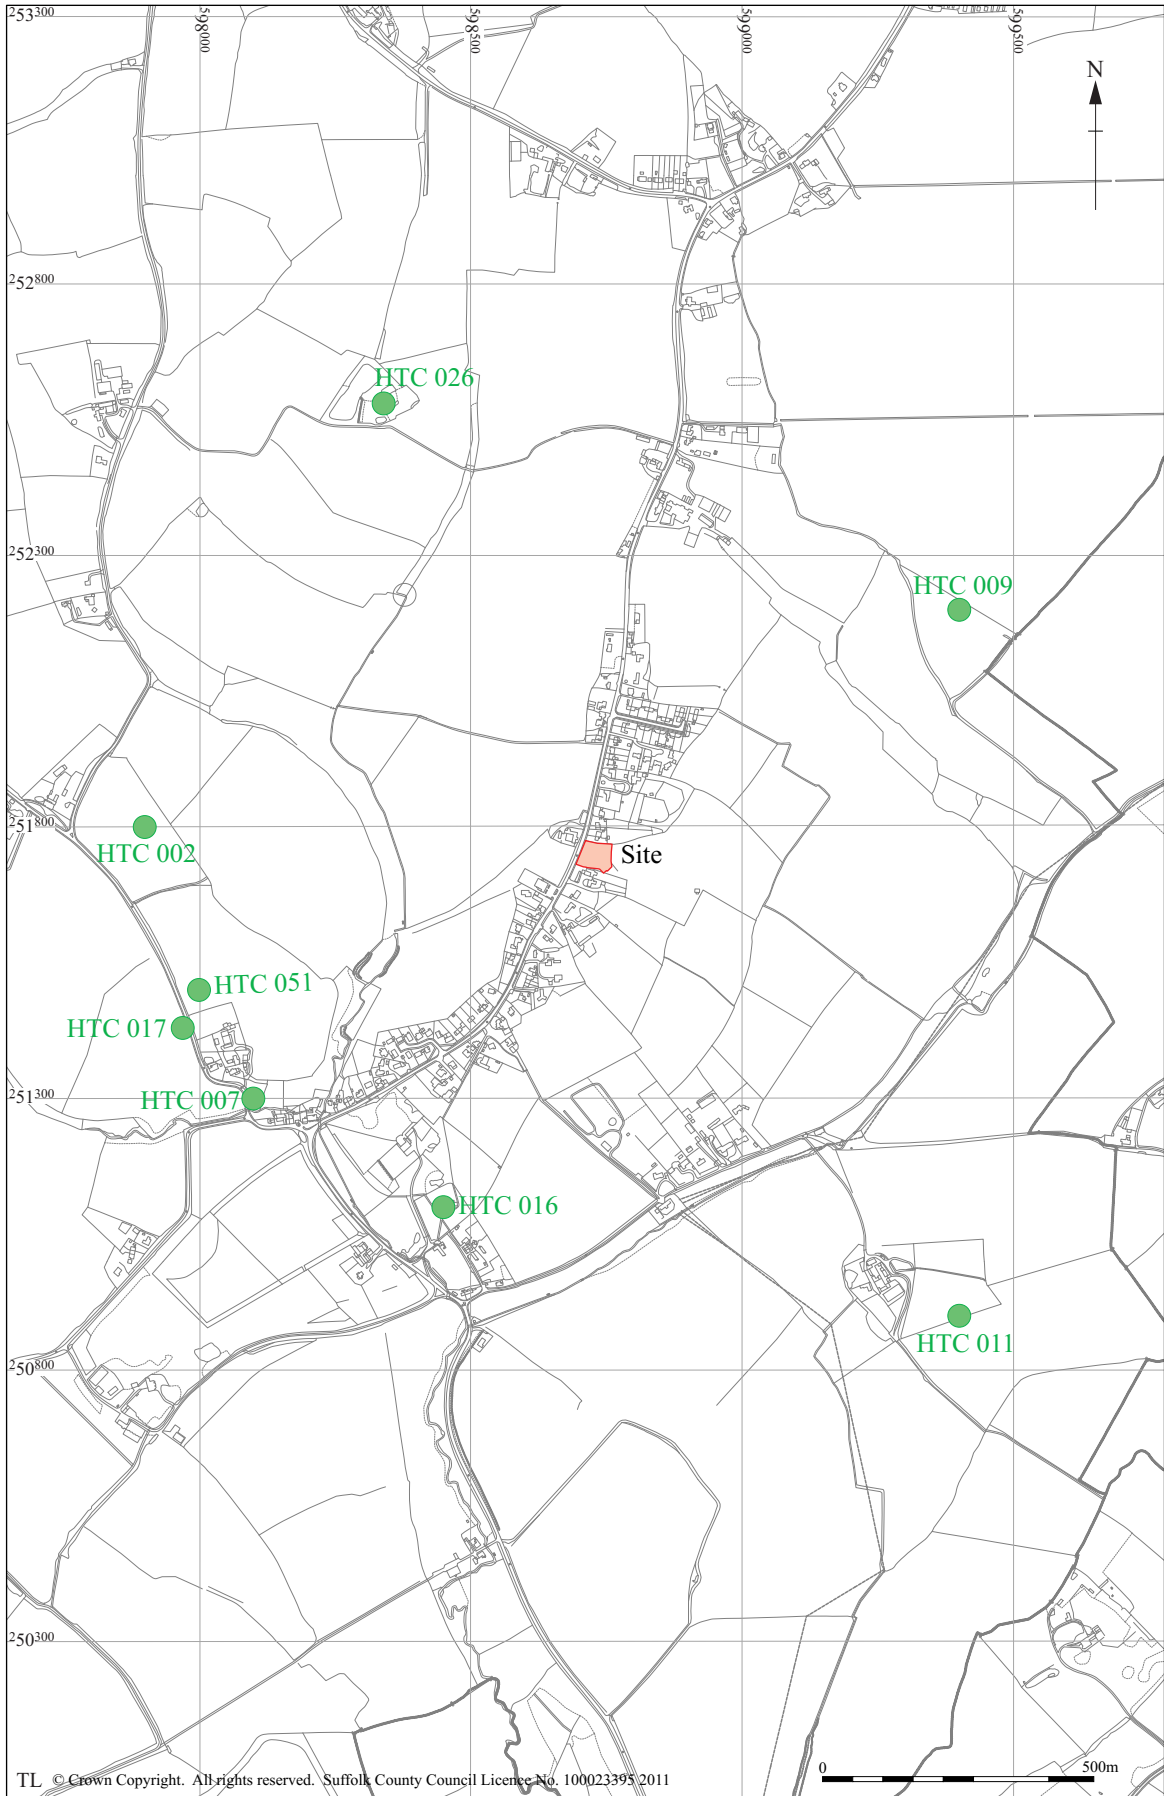 253300
598000
598500
599000
599500
N
252800
HTC 026
252300
HTC 009
251800
HTC 002
Site
HTC 051
HTC 017
251300
HTC 007
HTC 016
HTC 011
250800
250300
TL © Crown Copyright. All rights reserved. Suffolk County Council Licence No. 100023395 2011
0 500m